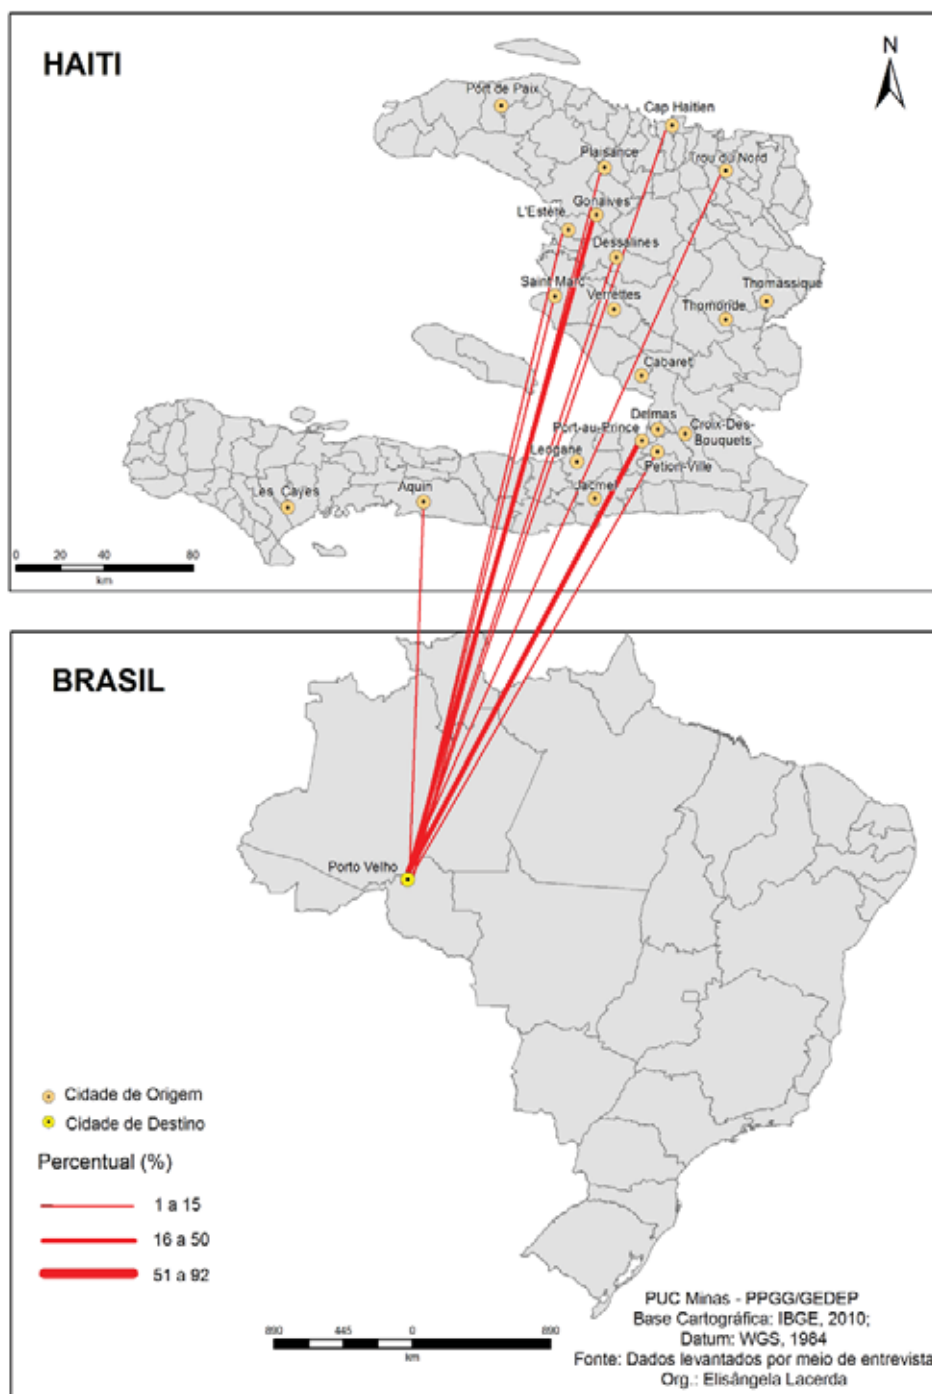 HAITI
N
Port de Paix
Cap Haitien
Plaisance
Trou du Nord
Gonaives
L'Estère
Dessalines
Saint Marc
Verrettes
Thomassique
Thomonde
Cabaret
Delmas
Port-au-Prince
Croix-Des-
Bouquets
Leogane
Petion-Ville
Jacmel
Aquin
Les Cayes
0 20 40 80
km
BRASIL
Porto Velho
Cidade de Origem
Cidade de Destino
Percentual (%)
1 a 15
16 a 50
51 a 92
890 445 0 890
km
PUC Minas - PPGG/GEDEP
Base Cartográfica: IBGE, 2010;
Datum: WGS, 1984
Fonte: Dados levantados por meio de entrevista
Org.: Elisângela Lacerda